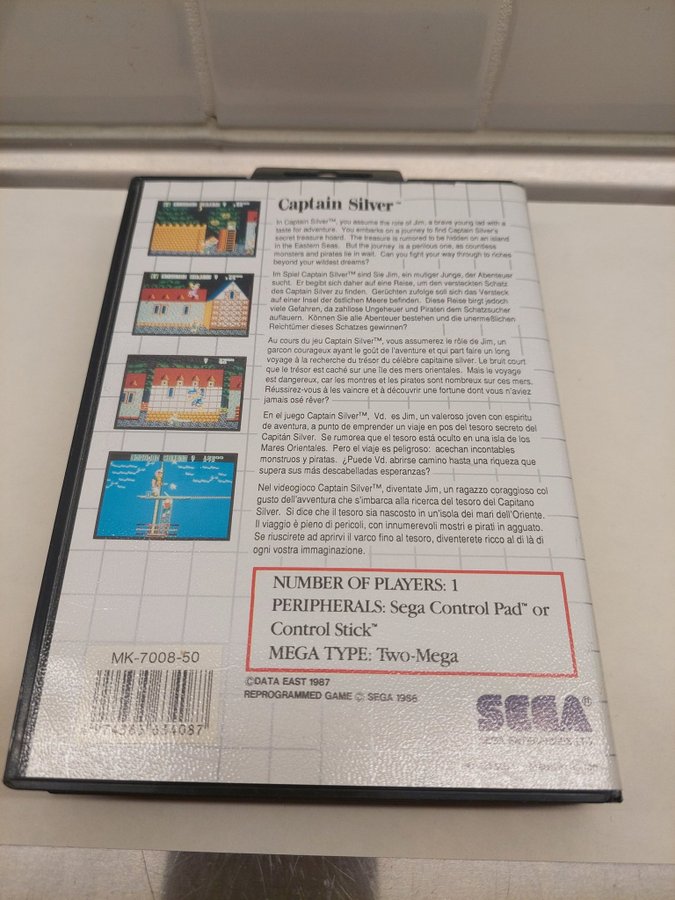 Captain Silver™
In Captain Silver™, you assume the role of Jim, a brave young lad with a
taste for adventure. You embarks on a journey to find Captain Silver's
secret treasure hoard. The treasure is rumored to be hidden on an island
in the Eastern Seas. But the journey is a perilous one, as countless
monsters and pirates lie in wait. Can you fight your way through to riches
beyond your wildest dreams?
Im Spiel Captain Silver™ sind Sie Jim, ein mutiger Junge, der Abenteuer
sucht. Er begibt sich daher auf eine Reise, um den versteckten Schatz
des Captain Silver zu finden. Gerüchten zufolge soll sich das Versteck
auf einer Insel der östlichen Meere befinden. Diese Reise birgt jedoch
viele Gefahren, da zahllose Ungeheuer und Piraten dem Schatzsucher
auflauern. Können Sie alle Abenteuer bestehen und die unermeßlichen
Reichtümer dieses Schatzes gewinnen?
Au cours du jeu Captain Silver™, vous assumerez le rôle de Jim, un
garçon courageux ayant le goût de l'aventure et qui part faire un long
voyage à la recherche du trésor du célèbre capitaine silver. Le bruit court
que le trésor est caché sur une île des mers orientales. Mais le voyage
est dangereux, car les montres et les pirates sont nombreux sur ces mers.
Réussirez-vous à les vaincre et à découvrir une fortune dont vous n'aviez
jamais osé rêver?
En el juego Captain Silver™, Vd. es Jim, un valeroso joven con espiritu
de aventura, a punto de emprender un viaje en pos del tesoro secreto del
Capitán Silver. Se rumorea que el tesoro está oculto en una isla de los
Mares Orientales. Pero el viaje es peligroso: acechan incontables
monstruos y piratas. ¿Puede Vd. abrirse camino hasta una riqueza que
supera sus más descabelladas esperanzas?
Nel videogioco Captain Silver™, diventate Jim, un ragazzo coraggioso col
gusto dell'avventura che s'imbarca alla ricerca del tesoro del Capitano
Silver. Si dice che il tesoro sia nascosto in un'isola dei mari dell'Oriente.
Il viaggio è pieno di pericoli, con innumerevoli mostri e pirati in agguato.
Se riuscirete ad aprirvi il varco fino al tesoro, diventerete ricco al di là di
ogni vostra immaginazione.
NUMBER OF PLAYERS: 1
PERIPHERALS: Sega Control Pad™ or
Control Stick™
MEGA TYPE: Two-Mega
MK-7008-50
©DATA EAST 1987
REPROGRAMMED GAME © SEGA 1988
SEGA®